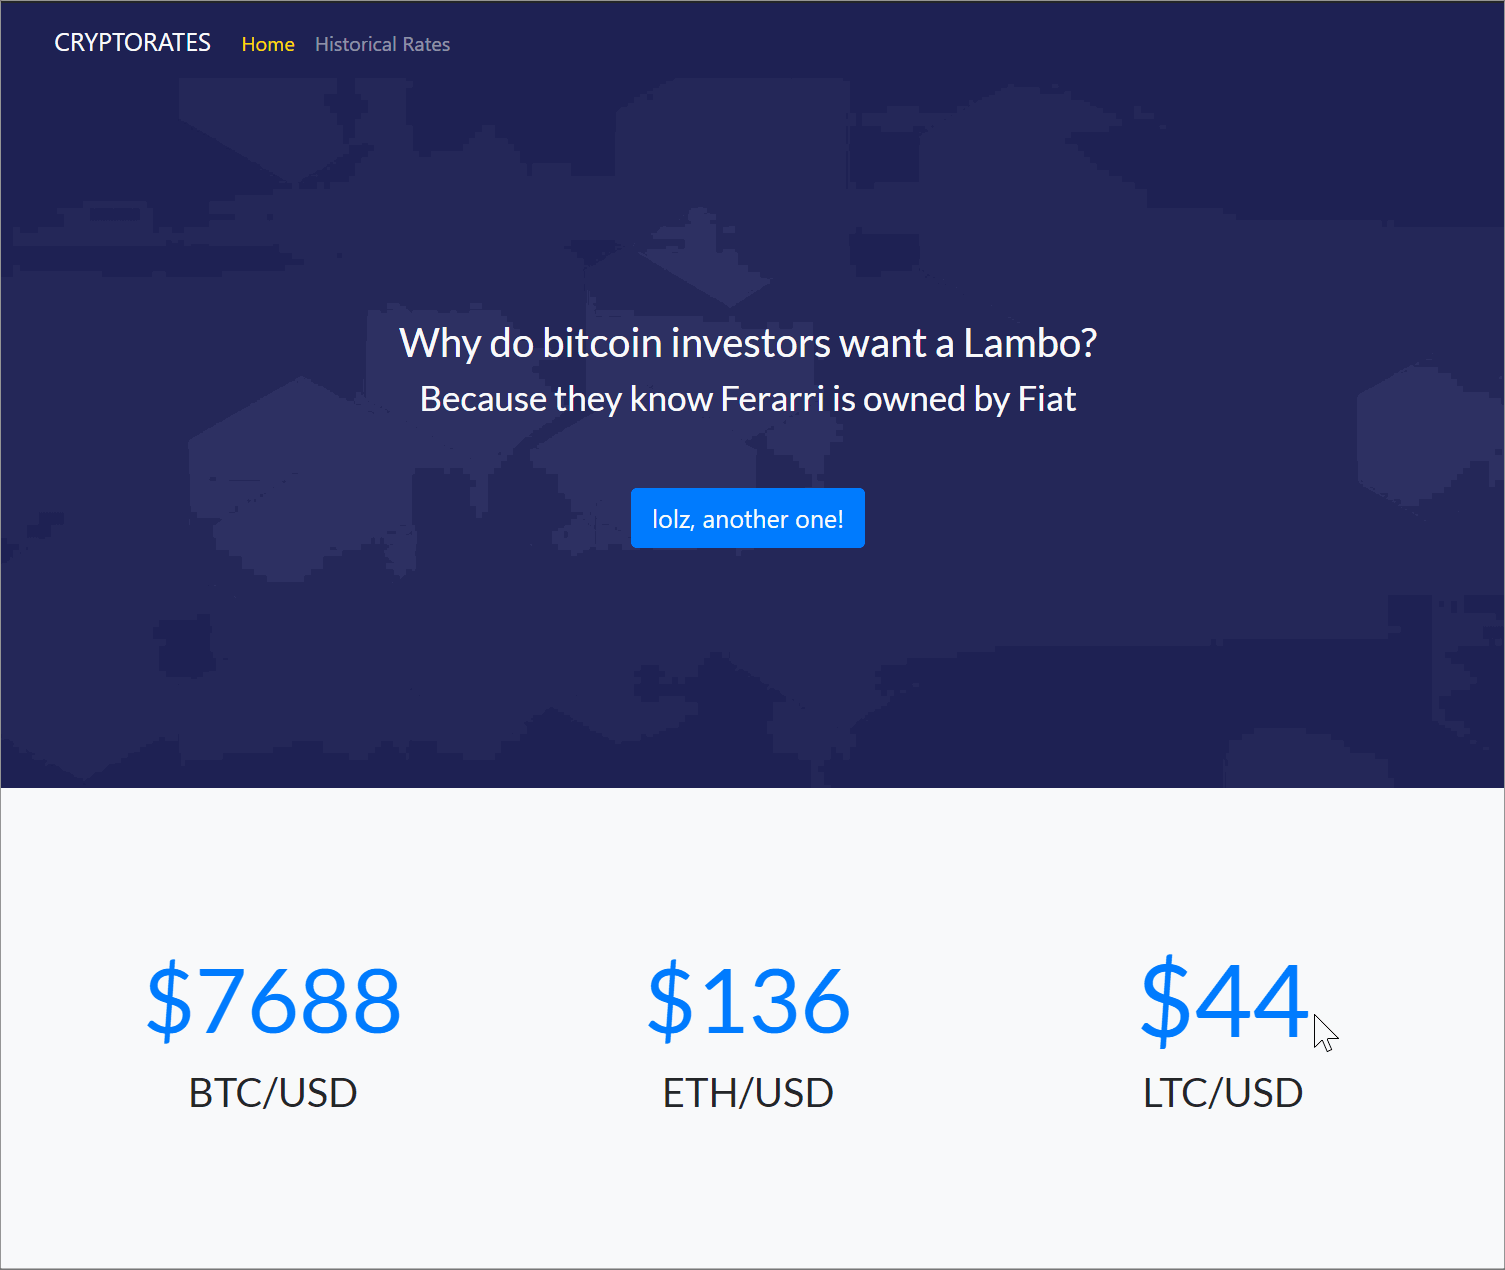 CRYPTORATES Home Historical Rates
Why do bitcoin investors want a Lambo?
Because they know Ferarri is owned by Fiat
lolz, another one!
$7688 $136 $44
BTC/USD ETH/USD LTC/USD